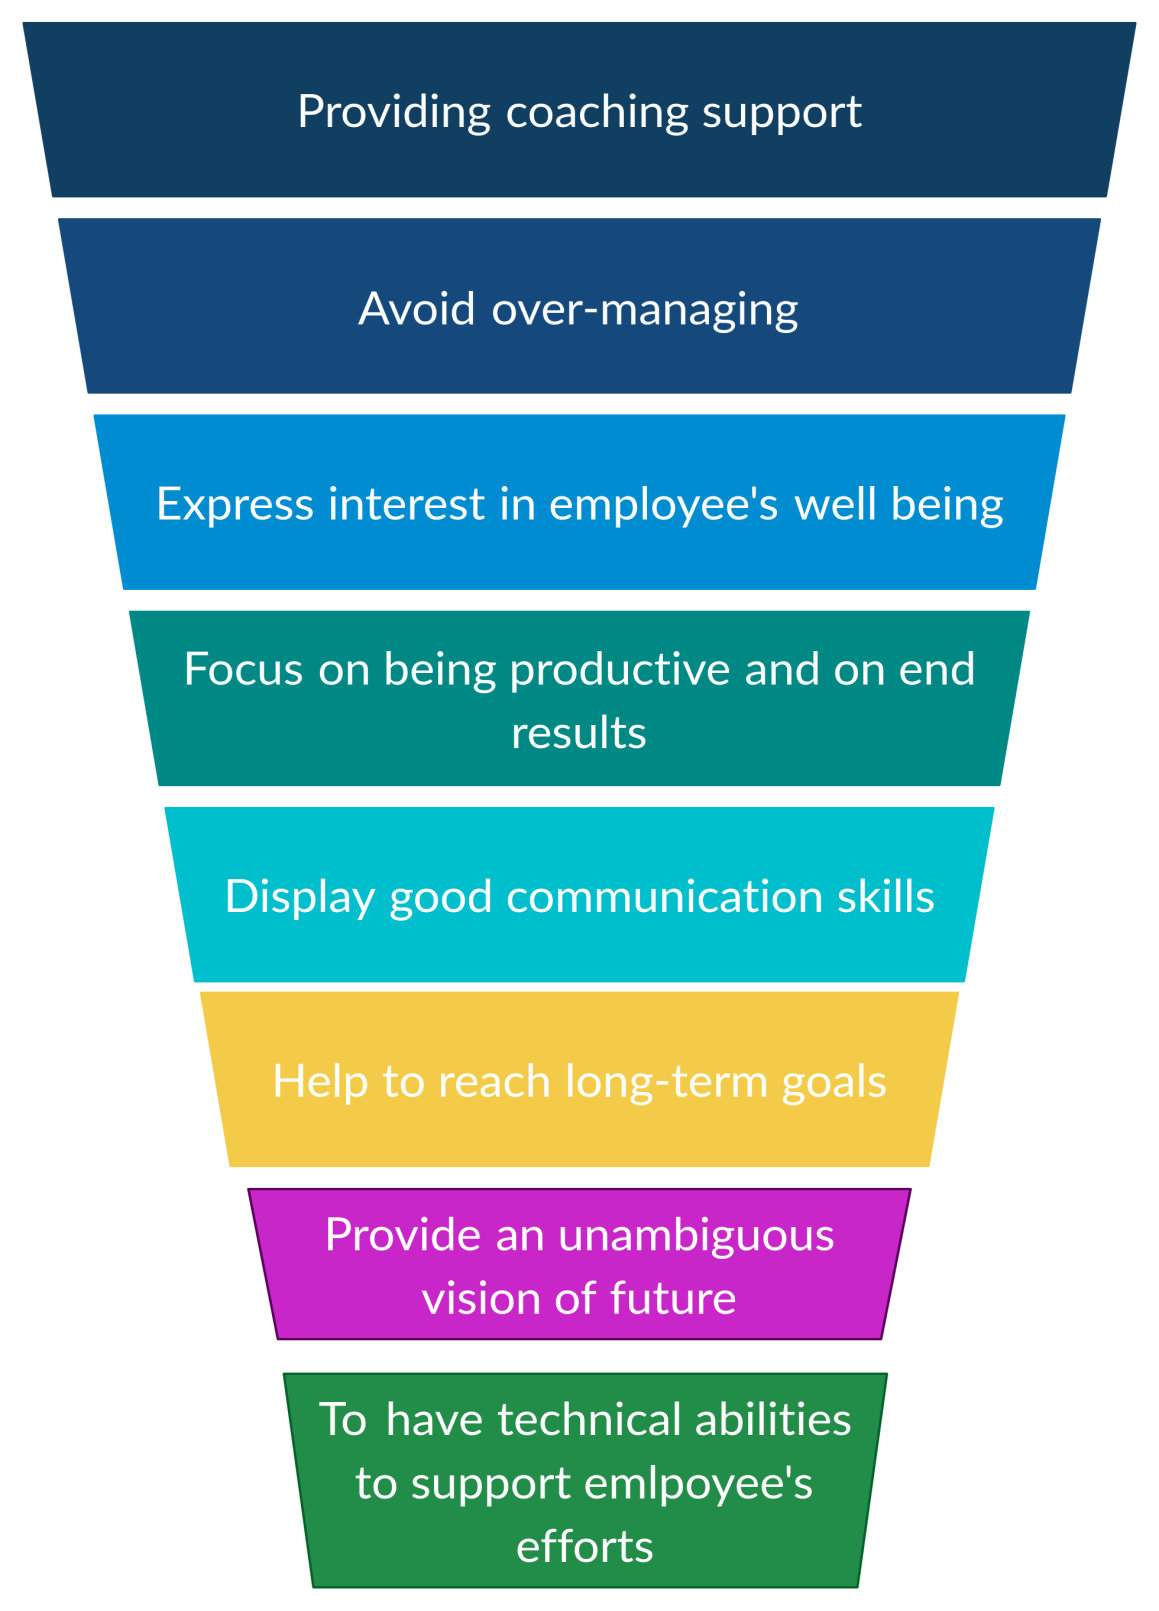 Providing coaching support
Avoid over-managing
Express interest in employee's well being
Focus on being productive and on end
results
Display good communication skills
Help to reach long-term goals
Provide an unambiguous
vision of future
To have technical abilities
to support emlpoyee's
efforts